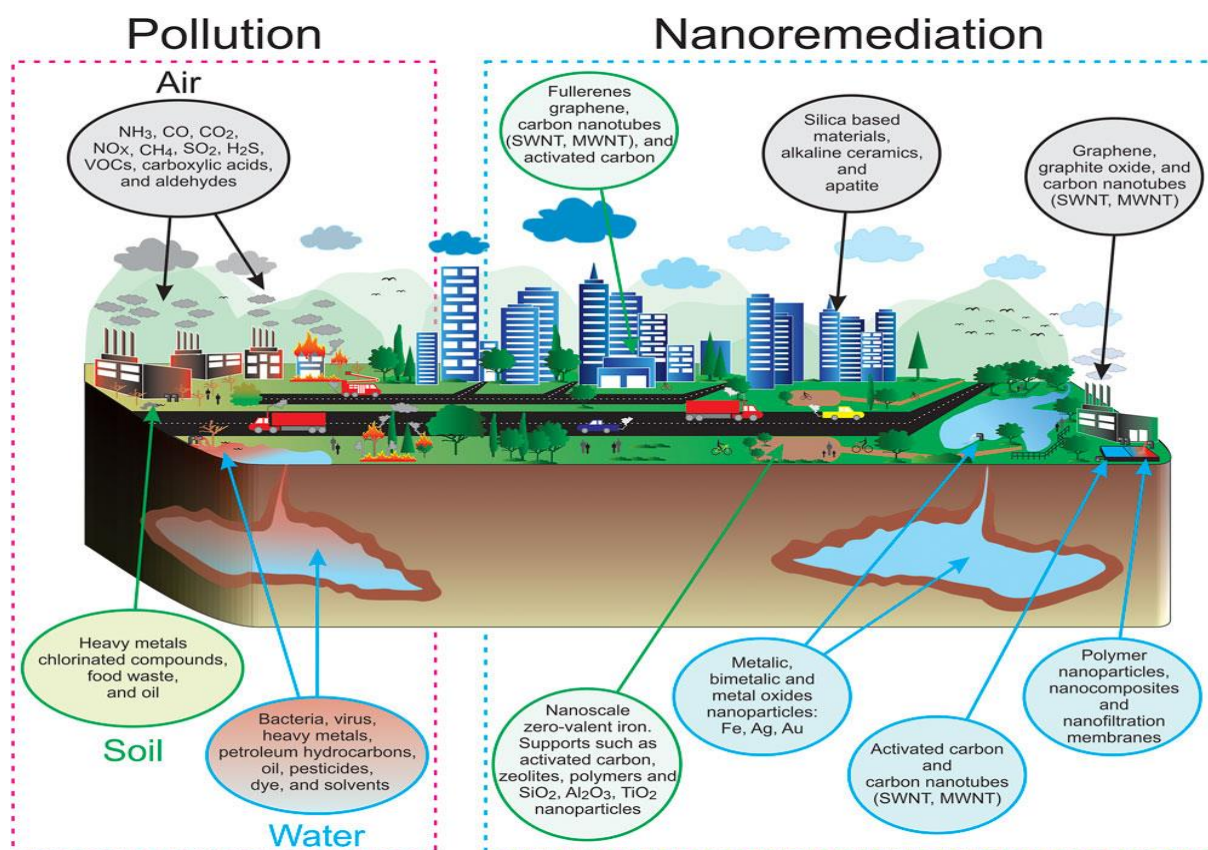 Pollution
Nanoremediation
Air
NH₃, CO, CO₂,
NOx, CH₄, SO₂, H₂S,
VOCs, carboxylic acids,
and aldehydes
Fullerenes
graphene,
carbon nanotubes
(SWNT, MWNT), and
activated carbon
Silica based
materials,
alkaline ceramics,
and
apatite
Graphene,
graphite oxide, and
carbon nanotubes
(SWNT, MWNT)
Heavy metals
chlorinated compounds,
food waste,
and oil
Soil
Bacteria, virus,
heavy metals,
petroleum hydrocarbons,
oil, pesticides,
dye, and solvents
Water
Nanoscale
zero-valent iron.
Supports such as
activated carbon,
zeolites, polymers and
SiO₂, Al₂O₃, TiO₂
nanoparticles
Metalic,
bimetalic and
metal oxides
nanoparticles:
Fe, Ag, Au
Activated carbon
and
carbon nanotubes
(SWNT, MWNT)
Polymer
nanoparticles,
nanocomposites
and
nanofiltration
membranes